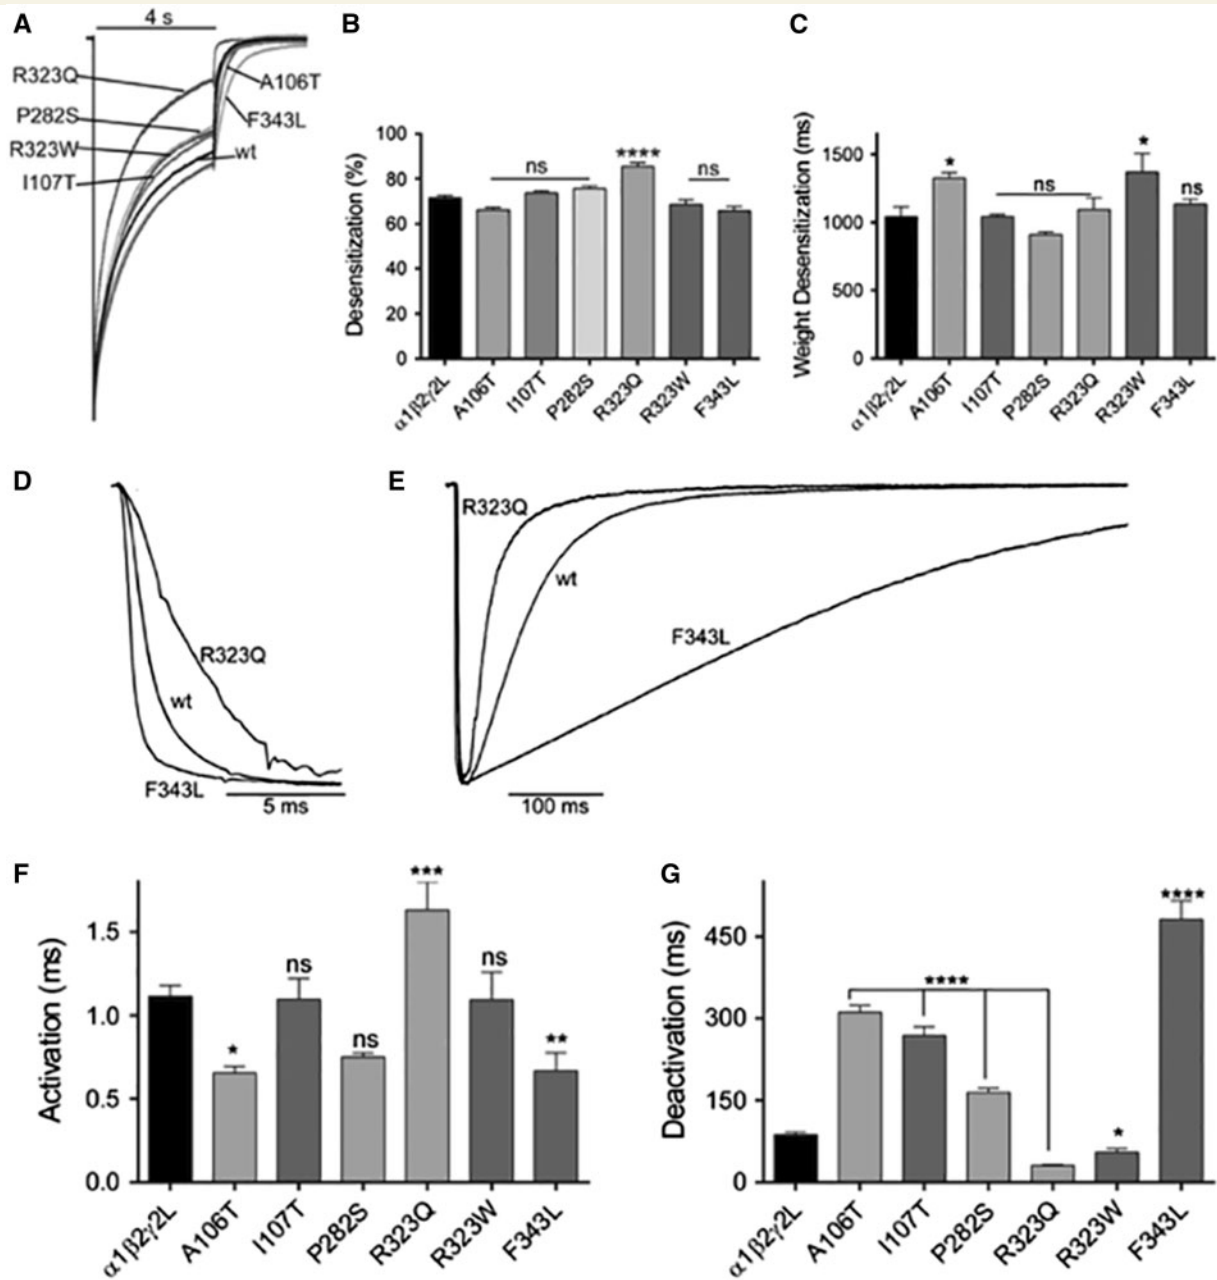 A
4 s
R323Q
P282S
R323W
I107T
A106T
F343L
wt
B
Desensitization (%)
100
80
60
40
20
0
ns
****
ns
α1β2γ2L
A106T
I107T
P282S
R323Q
R323W
F343L
C
Weight Desensitization (ms)
1500
1000
500
0
*
ns
*
ns
α1β2γ2L
A106T
I107T
P282S
R323Q
R323W
F343L
D
R323Q
wt
F343L
5 ms
E
R323Q
wt
F343L
100 ms
F
Activation (ms)
1.5
1.0
0.5
0.0
*
ns
ns
***
ns
**
α1β2γ2L
A106T
I107T
P282S
R323Q
R323W
F343L
G
Deactivation (ms)
450
300
150
0
****
*
****
α1β2γ2L
A106T
I107T
P282S
R323Q
R323W
F343L